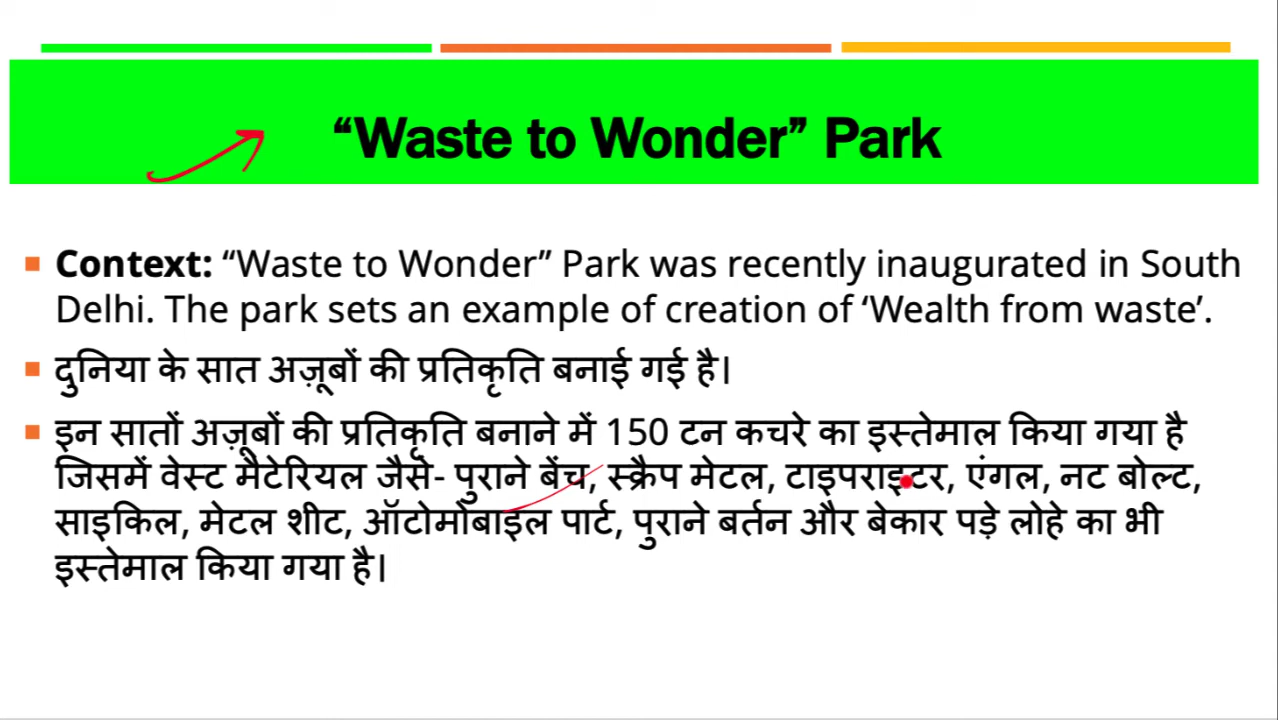 “Waste to Wonder” Park
Context: “Waste to Wonder” Park was recently inaugurated in South
Delhi. The park sets an example of creation of ‘Wealth from waste’.
दुनिया के सात अज़ूबों की प्रतिकृति बनाई गई है।
इन सातों अज़ूबों की प्रतिकृति बनाने में 150 टन कचरे का इस्तेमाल किया गया है
जिसमें वेस्ट मैटेरियल जैसे- पुराने बेंच, स्क्रैप मेटल, टाइपराइटर, एंगल, नट बोल्ट,
साइकिल, मेटल शीट, ऑटोमोबाइल पार्ट, पुराने बर्तन और बेकार पड़े लोहे का भी
इस्तेमाल किया गया है।